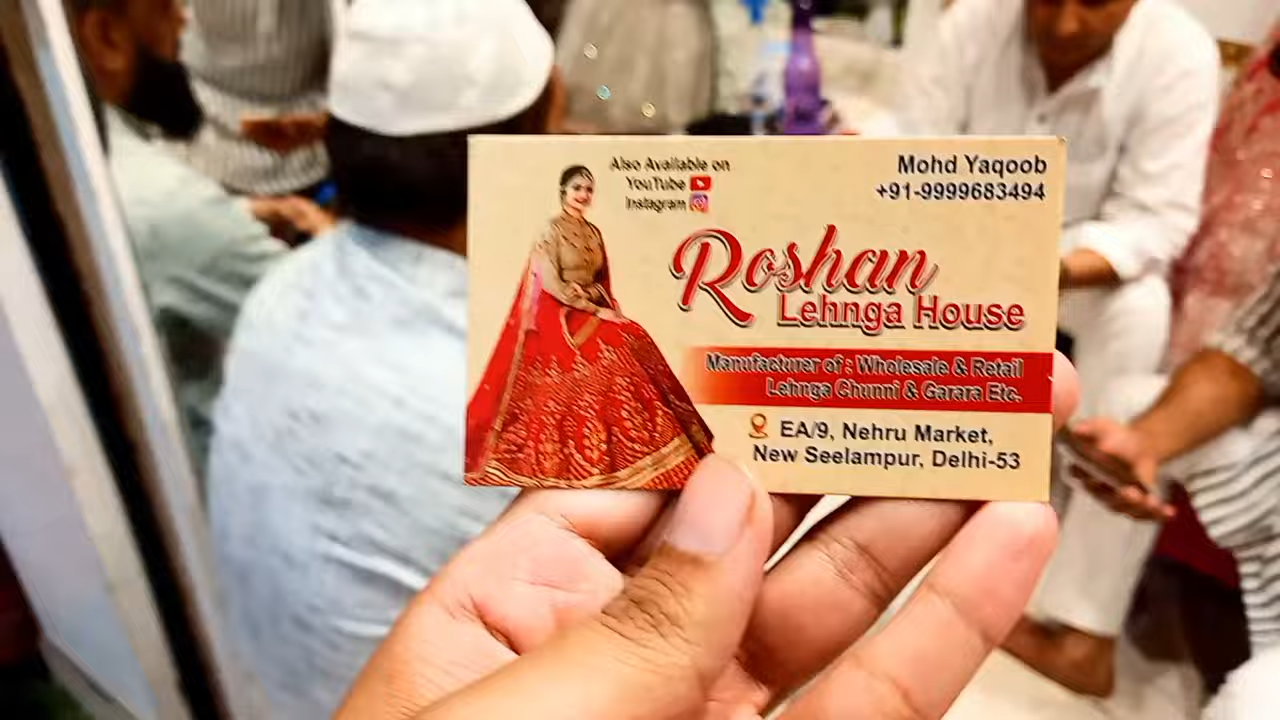 Also Available on
YouTube
Instagram
Mohd Yaqoob
+91-9999683494
Roshan
Lehnga House
Manufacturer of : Wholesale & Retail
Lehnga Chunni & Garara Etc.
EA/9, Nehru Market,
New Seelampur, Delhi-53